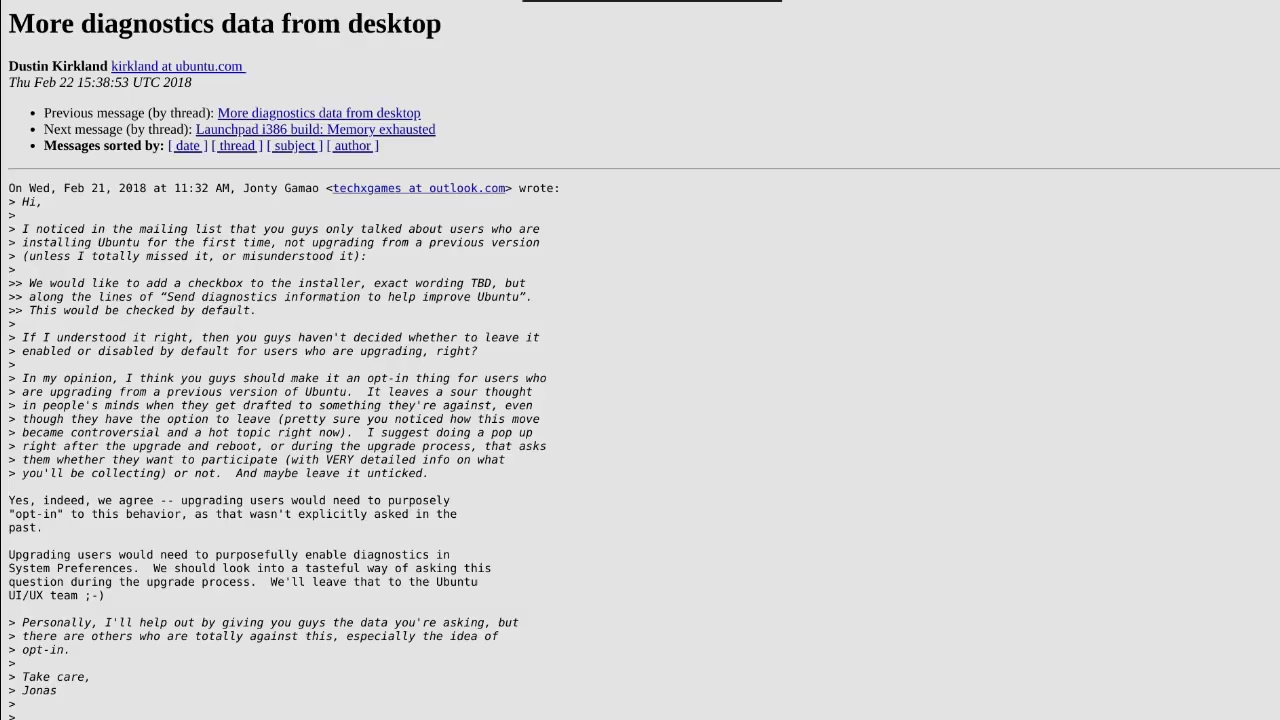 More diagnostics data from desktop
Dustin Kirkland kirkland at ubuntu.com
Thu Feb 22 15:38:53 UTC 2018
• Previous message (by thread): More diagnostics data from desktop
• Next message (by thread): Launchpad i386 build: Memory exhausted
• Messages sorted by: [ date ] [ thread ] [ subject ] [ author ]
On Wed, Feb 21, 2018 at 11:32 AM, Jonty Gamao <techxgames at outlook.com> wrote:
> Hi,
>
> I noticed in the mailing list that you guys only talked about users who are
> installing Ubuntu for the first time, not upgrading from a previous version
> (unless I totally missed it, or misunderstood it):
>
>> We would like to add a checkbox to the installer, exact wording TBD, but
>> along the lines of “Send diagnostics information to help improve Ubuntu”.
>> This would be checked by default.
>
> If I understood it right, then you guys haven't decided whether to leave it
> enabled or disabled by default for users who are upgrading, right?
>
> In my opinion, I think you guys should make it an opt-in thing for users who
> are upgrading from a previous version of Ubuntu.  It leaves a sour thought
> in people's minds when they get drafted to something they're against, even
> though they have the option to leave (pretty sure you noticed how this move
> became controversial and a hot topic right now).  I suggest doing a pop up
> right after the upgrade and reboot, or during the upgrade process, that asks
> them whether they want to participate (with VERY detailed info on what
> you'll be collecting) or not.  And maybe leave it unticked.
Yes, indeed, we agree -- upgrading users would need to purposely
"opt-in" to this behavior, as that wasn't explicitly asked in the
past.
Upgrading users would need to purposefully enable diagnostics in
System Preferences.  We should look into a tasteful way of asking this
question during the upgrade process.  We'll leave that to the Ubuntu
UI/UX team ;-)
> Personally, I'll help out by giving you guys the data you're asking, but
> there are others who are totally against this, especially the idea of
> opt-in.
>
> Take care,
> Jonas
>
>